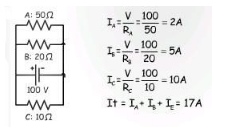 A: 50Ω
B: 20Ω
+ -
100 V
C: 10Ω
I_A = V/R_A = 100/50 = 2A
I_B = V/R_B = 100/20 = 5A
I_C = V/R_C = 100/10 = 10A
It = I_A + I_B + I_E = 17A